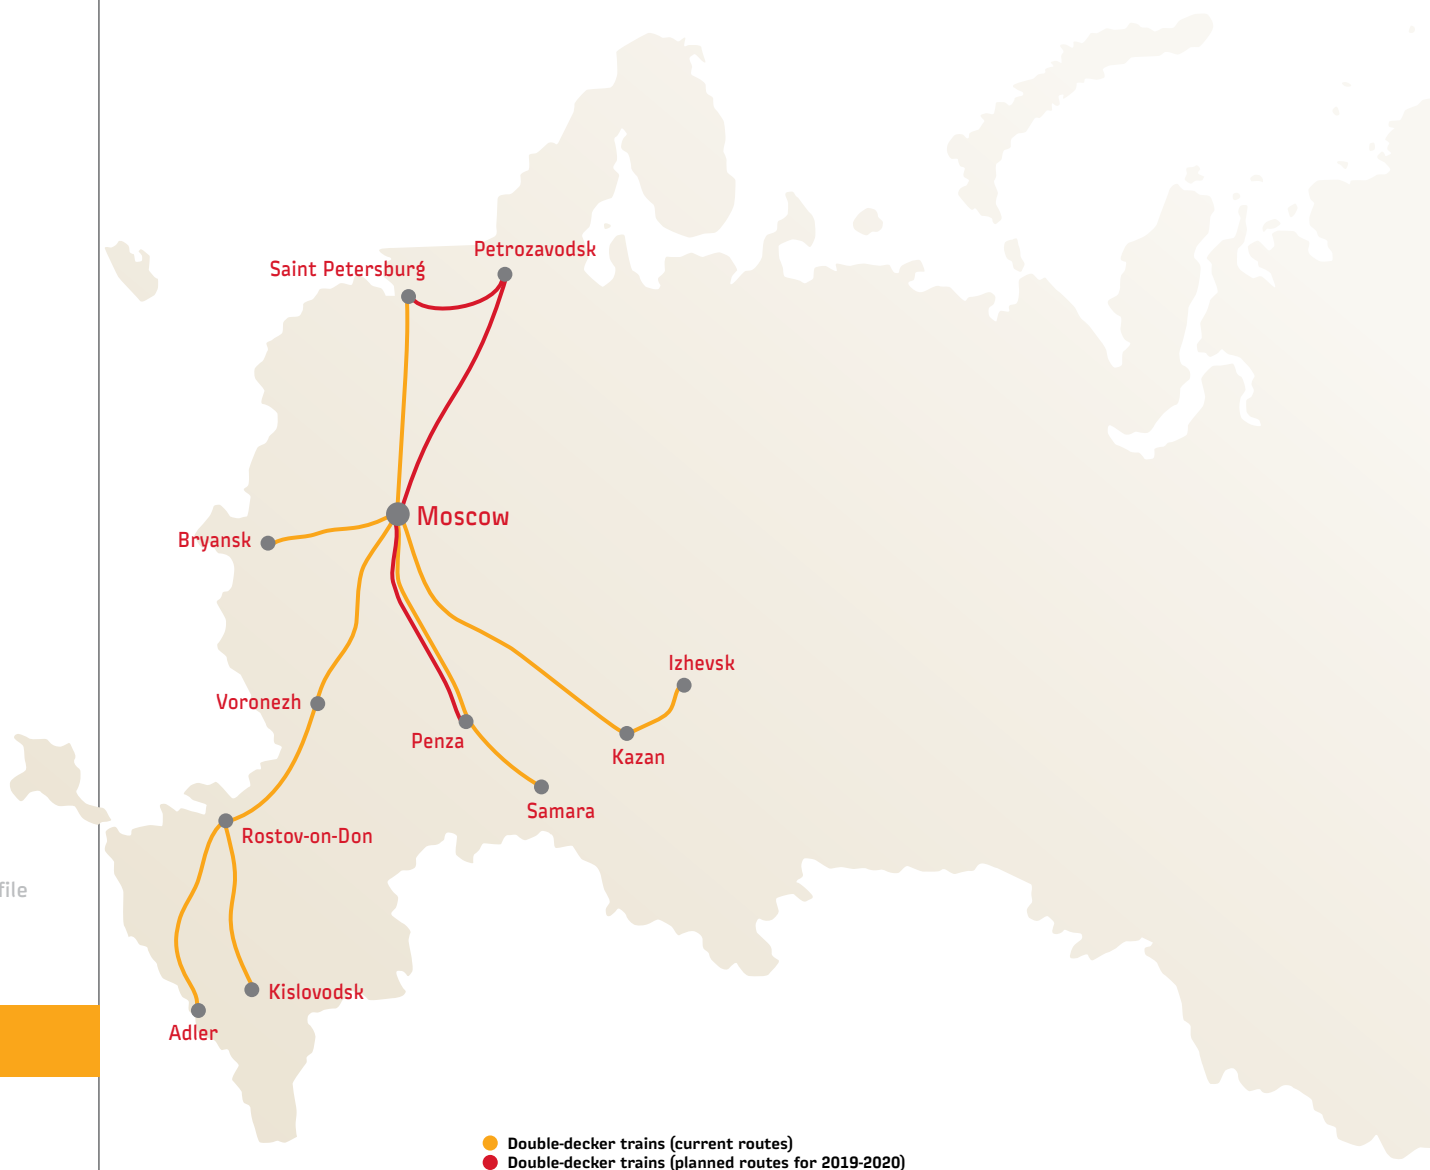 Petrozavodsk
Saint Petersburg
Moscow
Bryansk
Izhevsk
Voronezh
Penza
Kazan
Samara
Rostov-on-Don
file
Kislovodsk
Adler
Double-decker trains (current routes)
Double-decker trains (planned routes for 2019-2020)